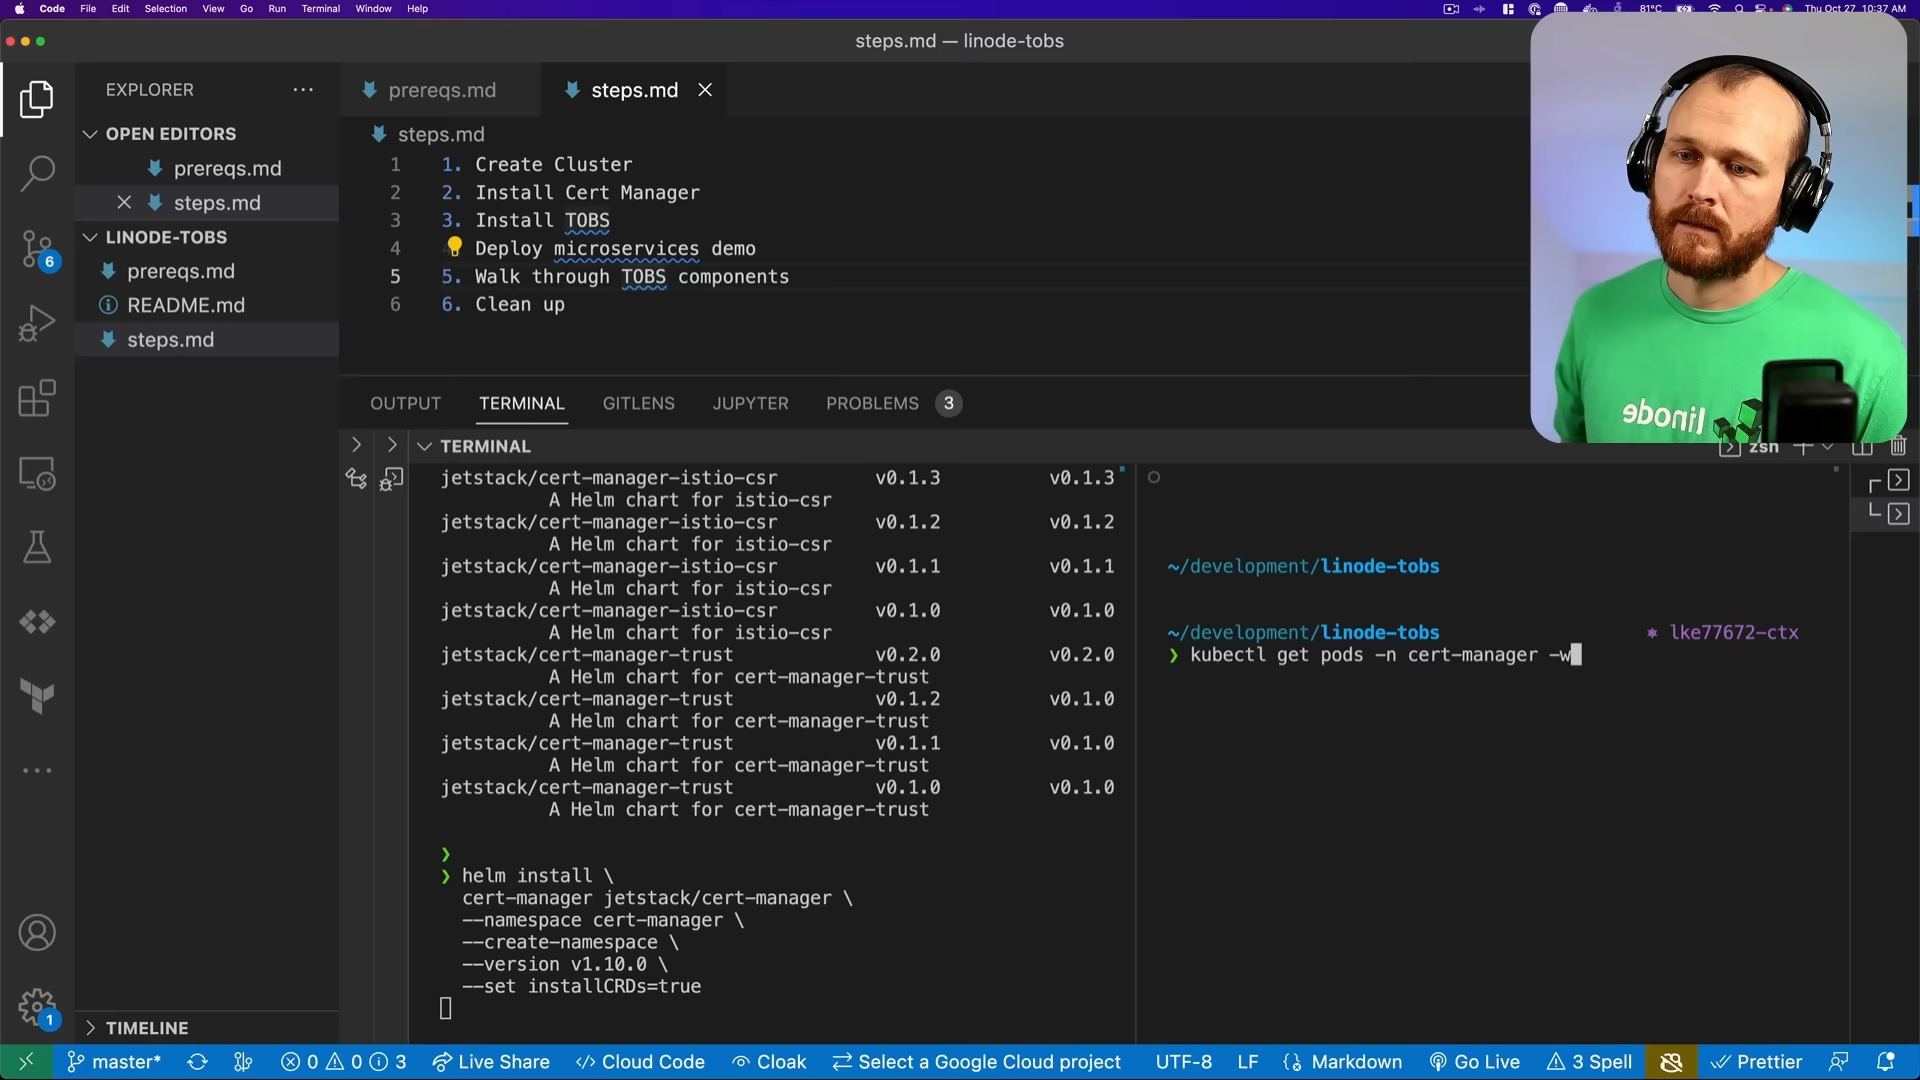 Code File Edit Selection View Go Run Terminal Window Help
81°C Thu Oct 27 10:37 AM
steps.md — linode-tobs
EXPLORER
OPEN EDITORS
prereqs.md
steps.md
LINODE-TOBS
prereqs.md
README.md
steps.md
TIMELINE
6
1
prereqs.md
steps.md
steps.md
1 1. Create Cluster
2 2. Install Cert Manager
3 3. Install TOBS
4 Deploy microservices demo
5 5. Walk through TOBS components
6 6. Clean up
OUTPUT TERMINAL GITLENS JUPYTER PROBLEMS 3
TERMINAL
zsh
jetstack/cert-manager-istio-csr v0.1.3 v0.1.3
A Helm chart for istio-csr
jetstack/cert-manager-istio-csr v0.1.2 v0.1.2
A Helm chart for istio-csr
jetstack/cert-manager-istio-csr v0.1.1 v0.1.1
A Helm chart for istio-csr
jetstack/cert-manager-istio-csr v0.1.0 v0.1.0
A Helm chart for istio-csr
jetstack/cert-manager-trust v0.2.0 v0.2.0
A Helm chart for cert-manager-trust
jetstack/cert-manager-trust v0.1.2 v0.1.0
A Helm chart for cert-manager-trust
jetstack/cert-manager-trust v0.1.1 v0.1.0
A Helm chart for cert-manager-trust
jetstack/cert-manager-trust v0.1.0 v0.1.0
A Helm chart for cert-manager-trust
❯
❯ helm install \
cert-manager jetstack/cert-manager \
--namespace cert-manager \
--create-namespace \
--version v1.10.0 \
--set installCRDs=true
~/development/linode-tobs
~/development/linode-tobs ⎈ lke77672-ctx
❯ kubectl get pods -n cert-manager -w
linode
master* 0 0 3 Live Share Cloud Code Cloak Select a Google Cloud project UTF-8 LF Markdown Go Live 3 Spell Prettier